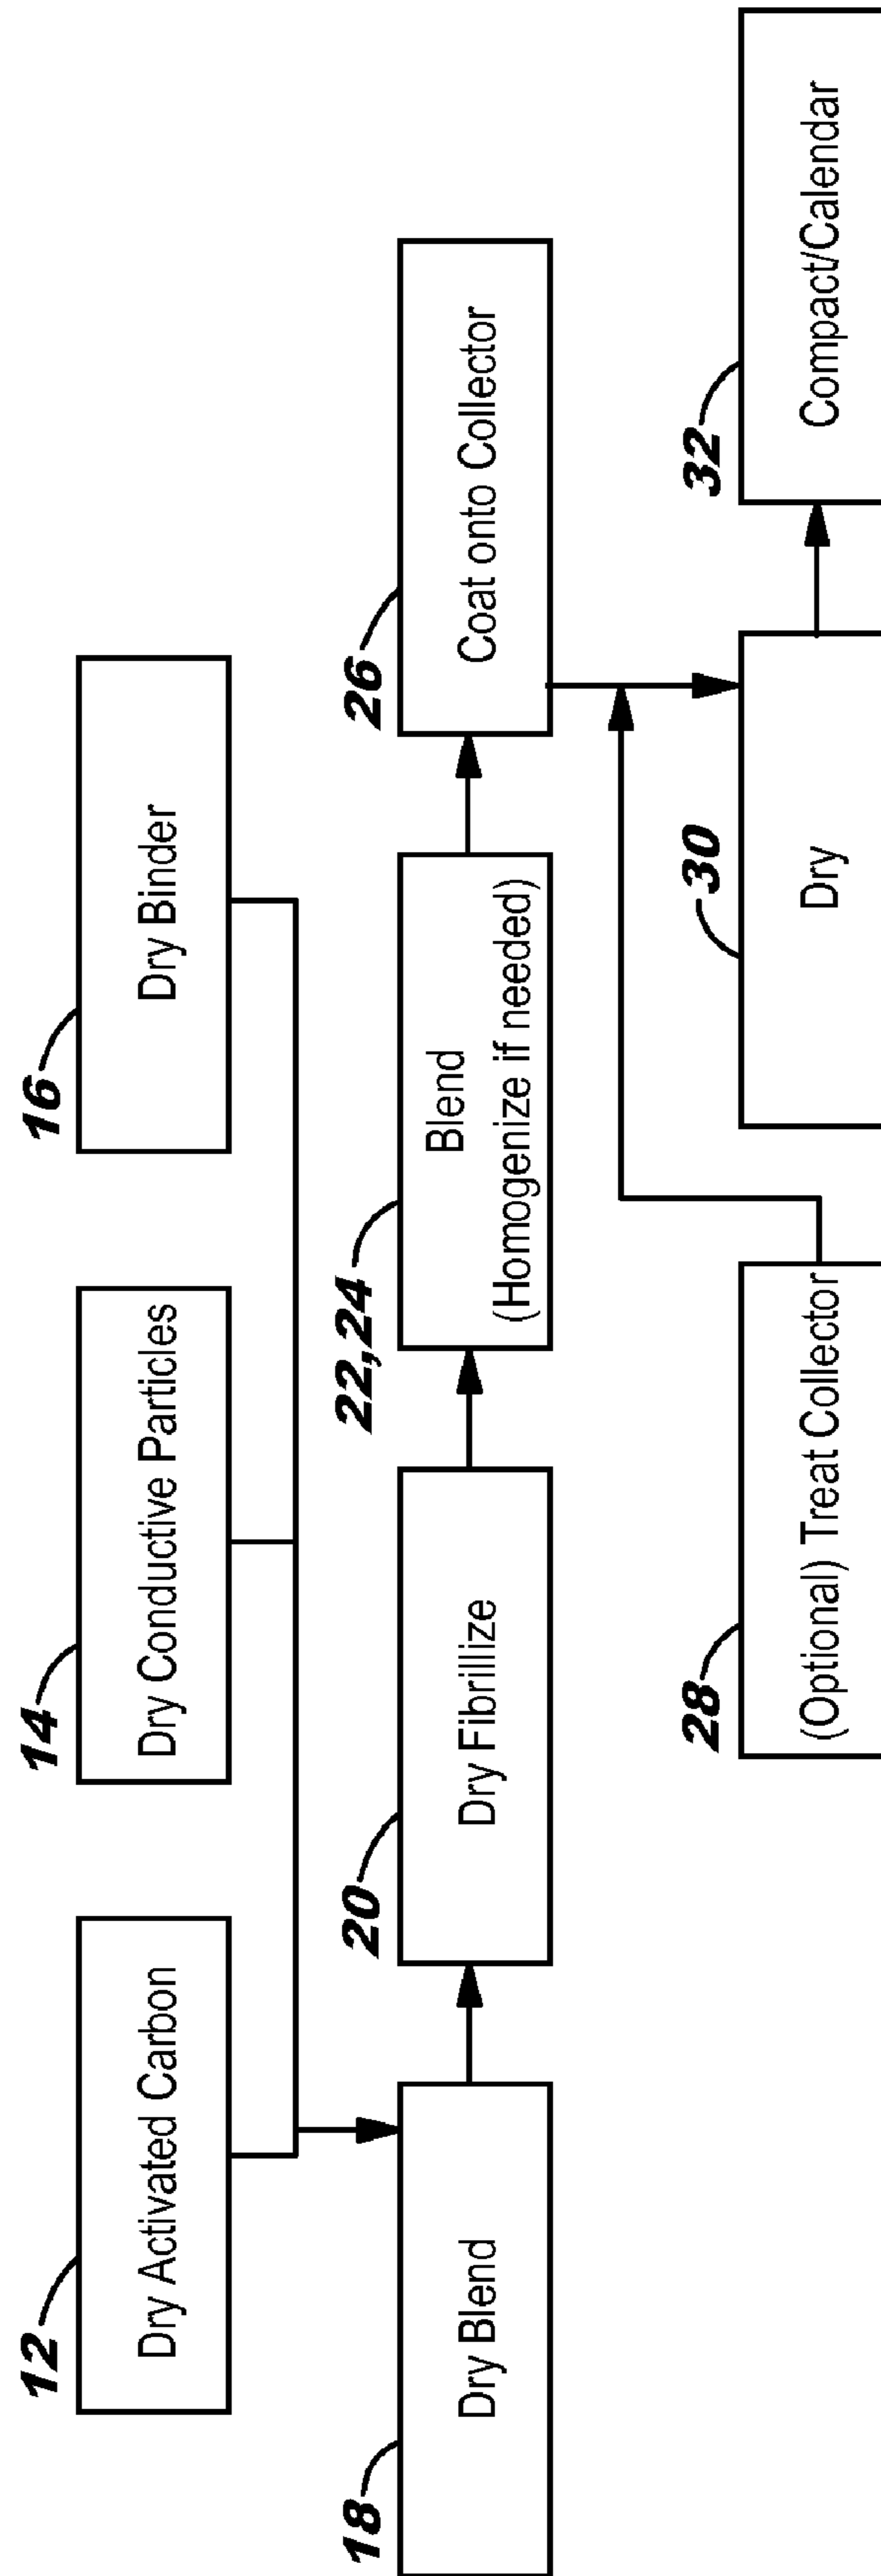 12
Dry Activated Carbon
14
Dry Conductive Particles
16
Dry Binder
18
Dry Blend
20
Dry Fibrillize
22,24
Blend
(Homogenize if needed)
26
Coat onto Collector
28
(Optional) Treat Collector
30
Dry
32
Compact/Calendar